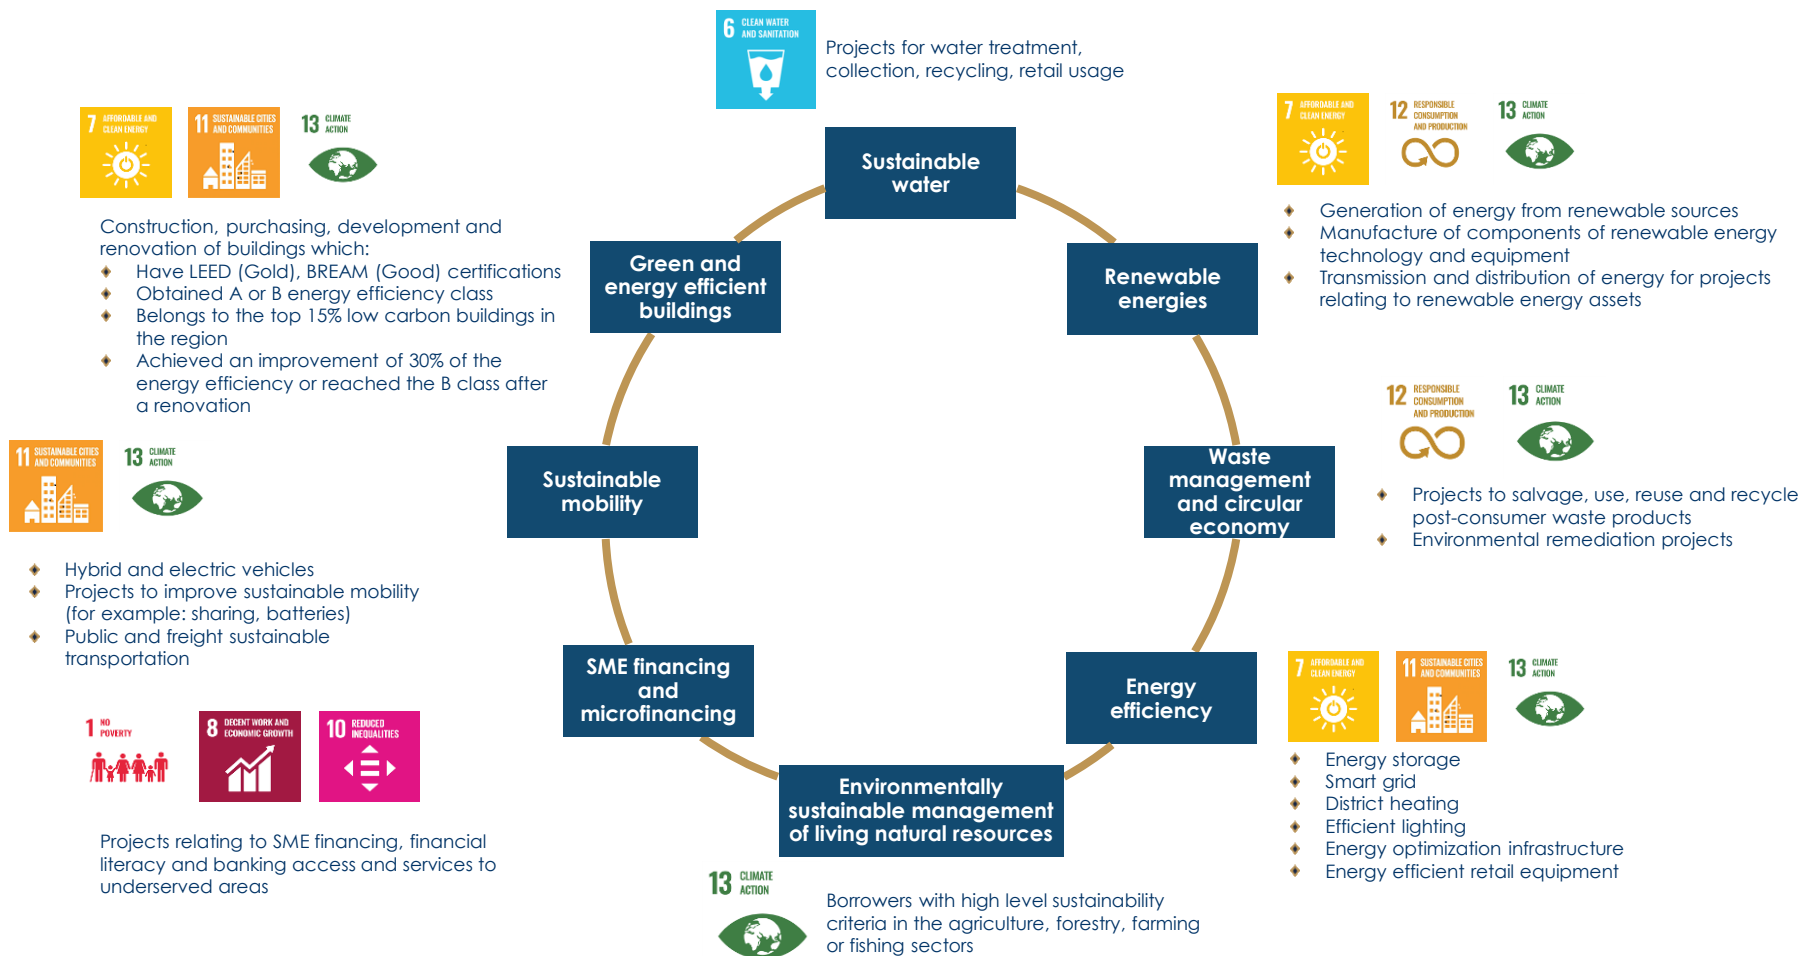 6 CLEAN WATER
AND SANITATION
Projects for water treatment,
collection, recycling, retail usage
Sustainable
water
7 AFFORDABLE AND
CLEAN ENERGY
12 RESPONSIBLE
CONSUMPTION
AND PRODUCTION
13 CLIMATE
ACTION
Generation of energy from renewable sources
Manufacture of components of renewable energy
technology and equipment
Transmission and distribution of energy for projects
relating to renewable energy assets
Renewable
energies
12 RESPONSIBLE
CONSUMPTION
AND PRODUCTION
13 CLIMATE
ACTION
Projects to salvage, use, reuse and recycle
post-consumer waste products
Environmental remediation projects
Waste
management
and circular
economy
7 AFFORDABLE AND
CLEAN ENERGY
11 SUSTAINABLE CITIES
AND COMMUNITIES
13 CLIMATE
ACTION
Energy storage
Smart grid
District heating
Efficient lighting
Energy optimization infrastructure
Energy efficient retail equipment
Energy
efficiency
Environmentally
sustainable management
of living natural resources
13 CLIMATE
ACTION
Borrowers with high level sustainability
criteria in the agriculture, forestry, farming
or fishing sectors
SME financing
and
microfinancing
1 NO
POVERTY
8 DECENT WORK AND
ECONOMIC GROWTH
10 REDUCED
INEQUALITIES
Projects relating to SME financing, financial
literacy and banking access and services to
underserved areas
Sustainable
mobility
11 SUSTAINABLE CITIES
AND COMMUNITIES
13 CLIMATE
ACTION
Hybrid and electric vehicles
Projects to improve sustainable mobility
(for example: sharing, batteries)
Public and freight sustainable
transportation
Green and
energy efficient
buildings
7 AFFORDABLE AND
CLEAN ENERGY
11 SUSTAINABLE CITIES
AND COMMUNITIES
13 CLIMATE
ACTION
Construction, purchasing, development and
renovation of buildings which:
Have LEED (Gold), BREAM (Good) certifications
Obtained A or B energy efficiency class
Belongs to the top 15% low carbon buildings in
the region
Achieved an improvement of 30% of the
energy efficiency or reached the B class after
a renovation